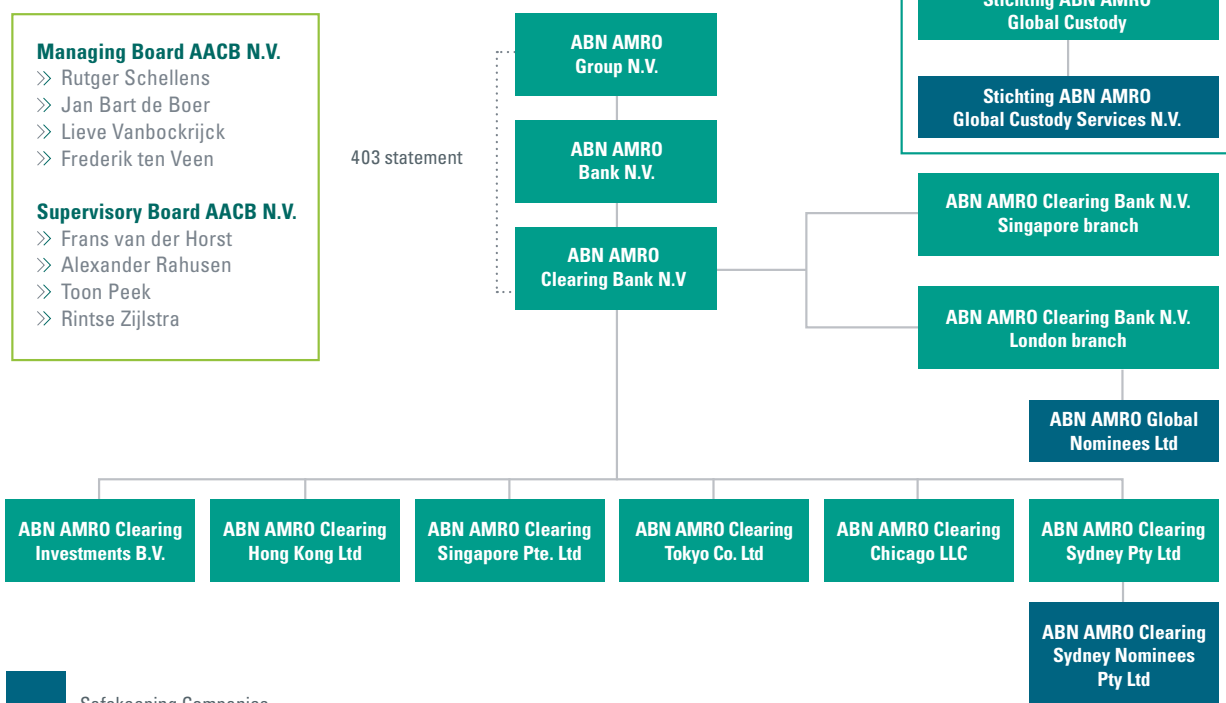 Managing Board AACB N.V.
>> Rutger Schellens
>> Jan Bart de Boer
>> Lieve Vanbockrijck
>> Frederik ten Veen
Supervisory Board AACB N.V.
>> Frans van der Horst
>> Alexander Rahusen
>> Toon Peek
>> Rintse Zijlstra
403 statement
ABN AMRO
Group N.V.
ABN AMRO
Bank N.V.
ABN AMRO
Clearing Bank N.V
Stichting ABN AMRO
Global Custody
Stichting ABN AMRO
Global Custody Services N.V.
ABN AMRO Clearing Bank N.V.
Singapore branch
ABN AMRO Clearing Bank N.V.
London branch
ABN AMRO Global
Nominees Ltd
ABN AMRO Clearing
Investments B.V.
ABN AMRO Clearing
Hong Kong Ltd
ABN AMRO Clearing
Singapore Pte. Ltd
ABN AMRO Clearing
Tokyo Co. Ltd
ABN AMRO Clearing
Chicago LLC
ABN AMRO Clearing
Sydney Pty Ltd
ABN AMRO Clearing
Sydney Nominees
Pty Ltd
Safekeeping Companies